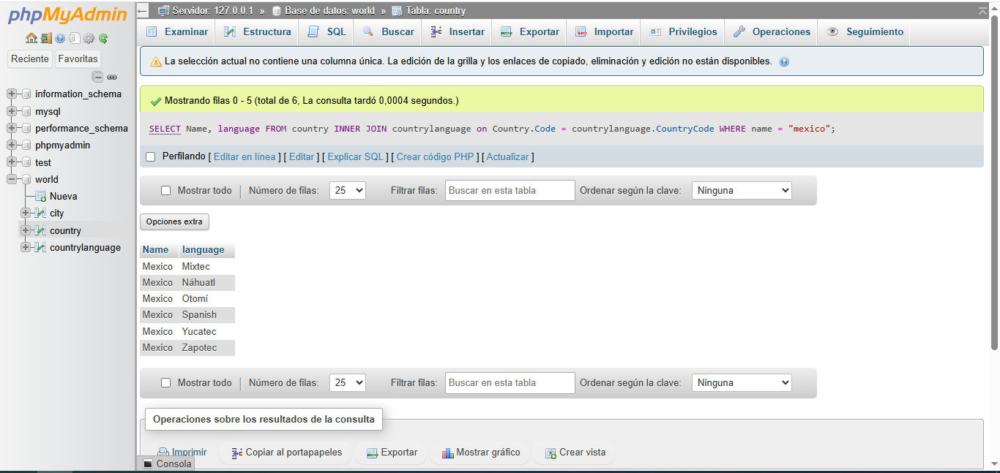 phpMyAdmin
Reciente Favoritas
information_schema
mysql
performance_schema
phpmyadmin
test
world
Nueva
city
country
countrylanguage
Servidor: 127.0.0.1 » Base de datos: world » Tabla: country
Examinar Estructura SQL Buscar Insertar Exportar Importar Privilegios Operaciones Seguimiento
La selección actual no contiene una columna única. La edición de la grilla y los enlaces de copiado, eliminación y edición no están disponibles.
Mostrando filas 0 - 5 (total de 6, La consulta tardó 0,0004 segundos.)
SELECT Name, language FROM country INNER JOIN countrylanguage on Country.Code = countrylanguage.CountryCode WHERE name = "mexico";
Perfilando [ Editar en línea ] [ Editar ] [ Explicar SQL ] [ Crear código PHP ] [ Actualizar ]
Mostrar todo | Número de filas: 25 Filtrar filas: Buscar en esta tabla Ordenar según la clave: Ninguna
Opciones extra
Name language
Mexico Mixtec
Mexico Náhuatl
Mexico Otomí
Mexico Spanish
Mexico Yucatec
Mexico Zapotec
Mostrar todo | Número de filas: 25 Filtrar filas: Buscar en esta tabla Ordenar según la clave: Ninguna
Operaciones sobre los resultados de la consulta
Imprimir Copiar al portapapeles Exportar Mostrar gráfico Crear vista
Consola